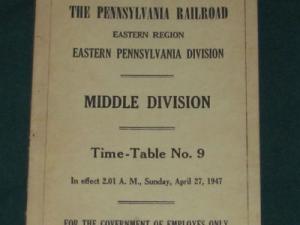 THE PENNSYLVANIA RAILROAD
EASTERN REGION
EASTERN PENNSYLVANIA DIVISION
MIDDLE DIVISION
Time-Table No. 9
In effect 2.01 A. M., Sunday, April 27, 1947
FOR THE GOVERNMENT OF EMPLOYES ONLY